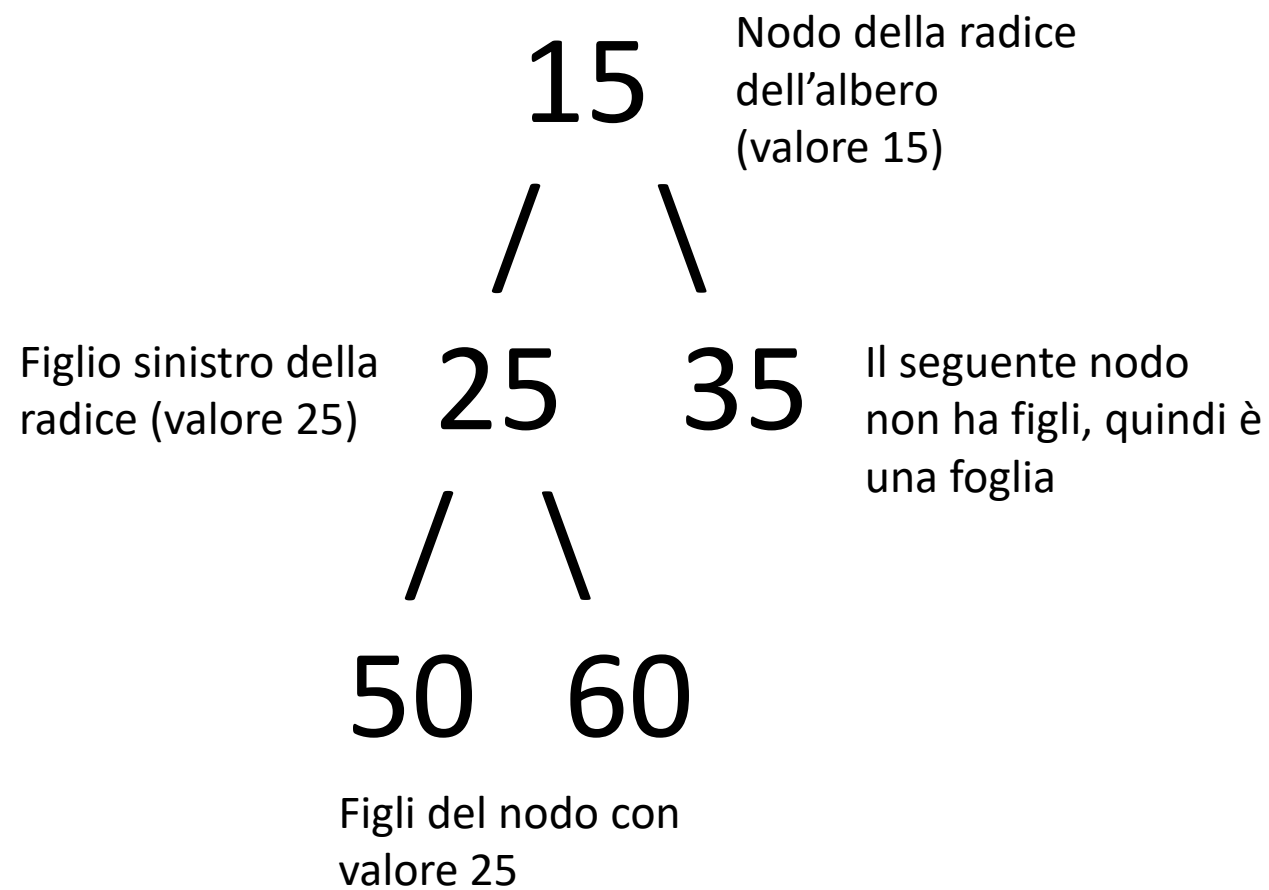 15
Nodo della radice
dell’albero
(valore 15)
/ \
Figlio sinistro della
radice (valore 25)
25 35
Il seguente nodo
non ha figli, quindi è
una foglia
/ \
50 60
Figli del nodo con
valore 25